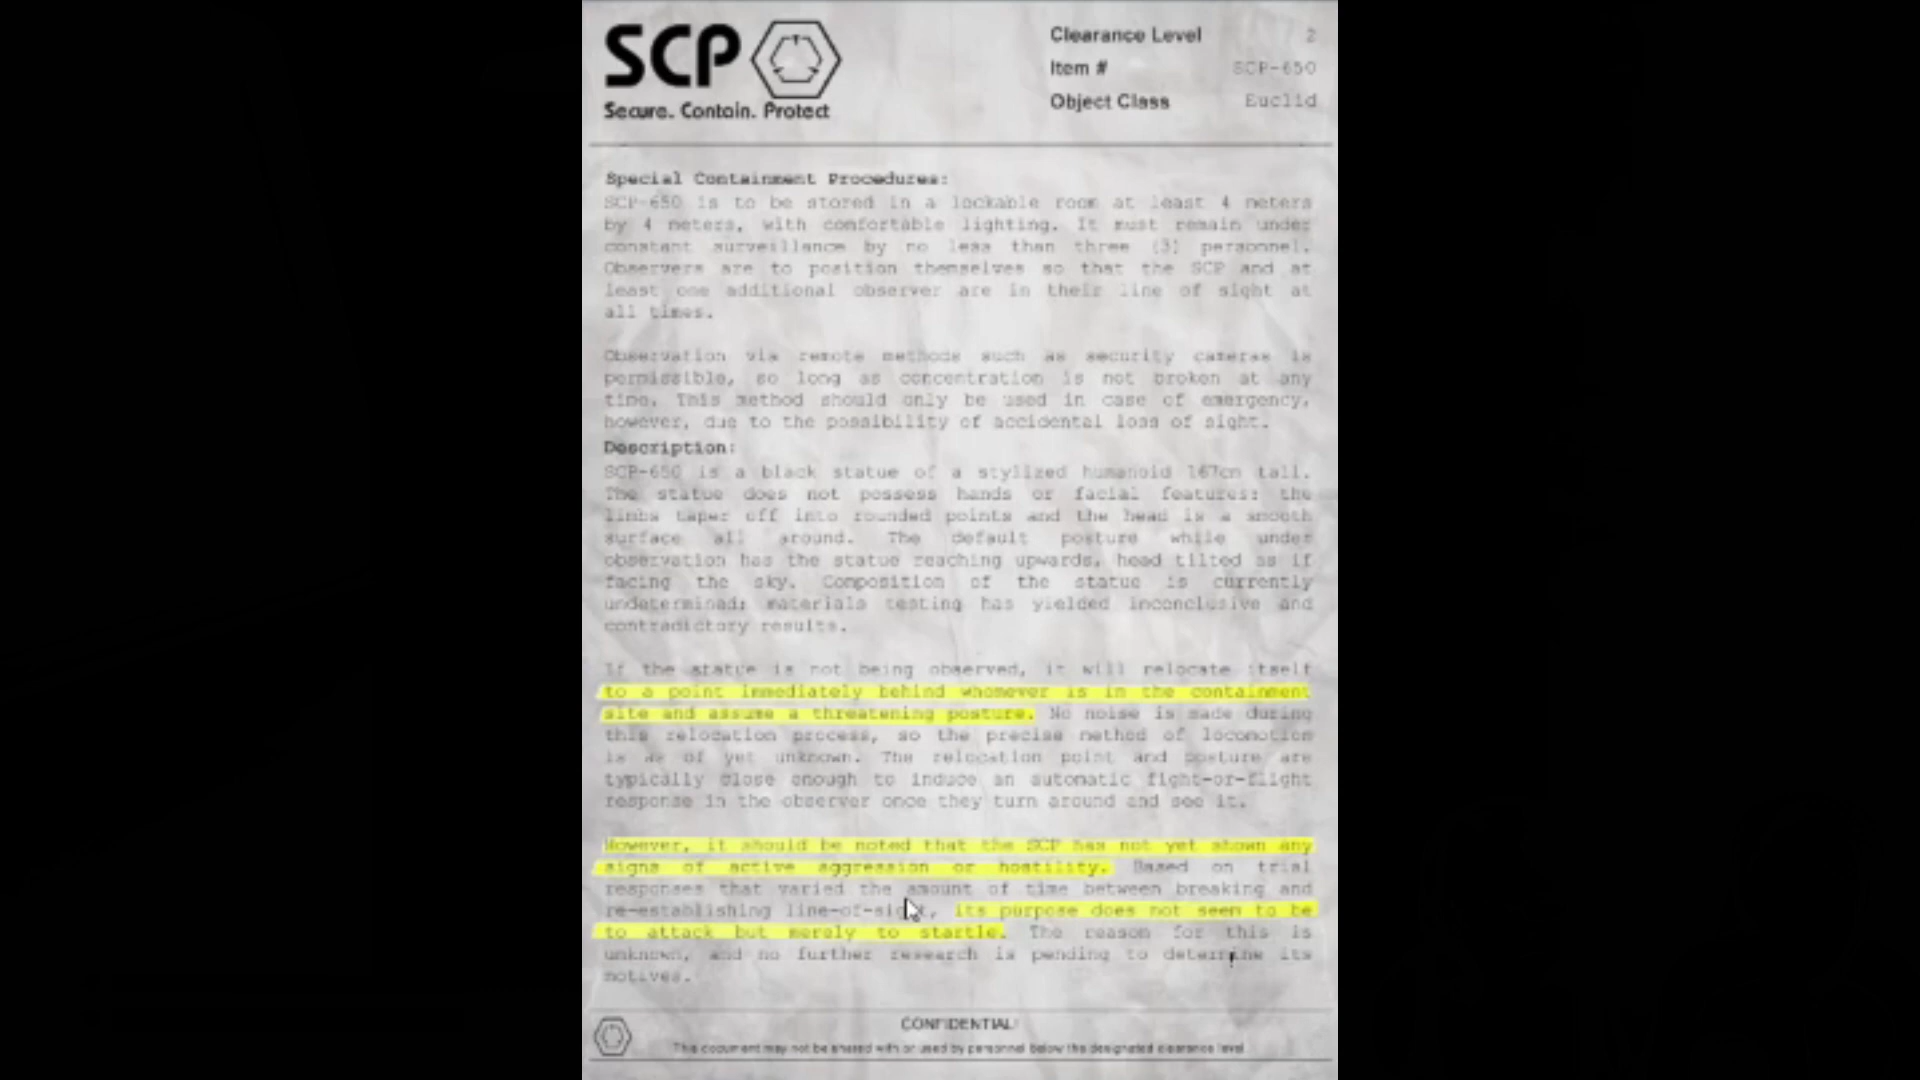 SCP
Secure. Contain. Protect
Clearance Level 2
Item # SCP-650
Object Class Euclid
Special Containment Procedures:
SCP-650 is to be stored in a lockable room at least 4 meters
by 4 meters, with comfortable lighting. It must remain under
constant surveillance by no less than three (3) personnel.
Observers are to position themselves so that the SCP and at
least one additional observer are in their line of sight at
all times.
Observation via remote methods such as security cameras is
permissible, so long as concentration is not broken at any
time. This method should only be used in case of emergency,
however, due to the possibility of accidental loss of sight.
Description:
SCP-650 is a black statue of a stylized humanoid 167cm tall.
The statue does not possess hands or facial features: the
limbs taper off into rounded points and the head is a smooth
surface all around. The default posture while under
observation has the statue reaching upwards, head tilted as if
facing the sky. Composition of the statue is currently
undetermined; materials testing has yielded inconclusive and
contradictory results.
If the statue is not being observed, it will relocate itself
to a point immediately behind whomever is in the containment
site and assume a threatening posture. No noise is made during
this relocation process, so the precise method of locomotion
is as of yet unknown. The relocation point and posture are
typically close enough to induce an automatic fight-or-flight
response in the observer once they turn around and see it.
However, it should be noted that the SCP has not yet shown any
signs of active aggression or hostility. Based on trial
responses that varied the amount of time between breaking and
re-establishing line-of-sight, its purpose does not seem to be
to attack but merely to startle. The reason for this is
unknown, and no further research is pending to determine its
motives.
CONFIDENTIAL!
This document may not be shared with or used by personnel below the designated clearance level